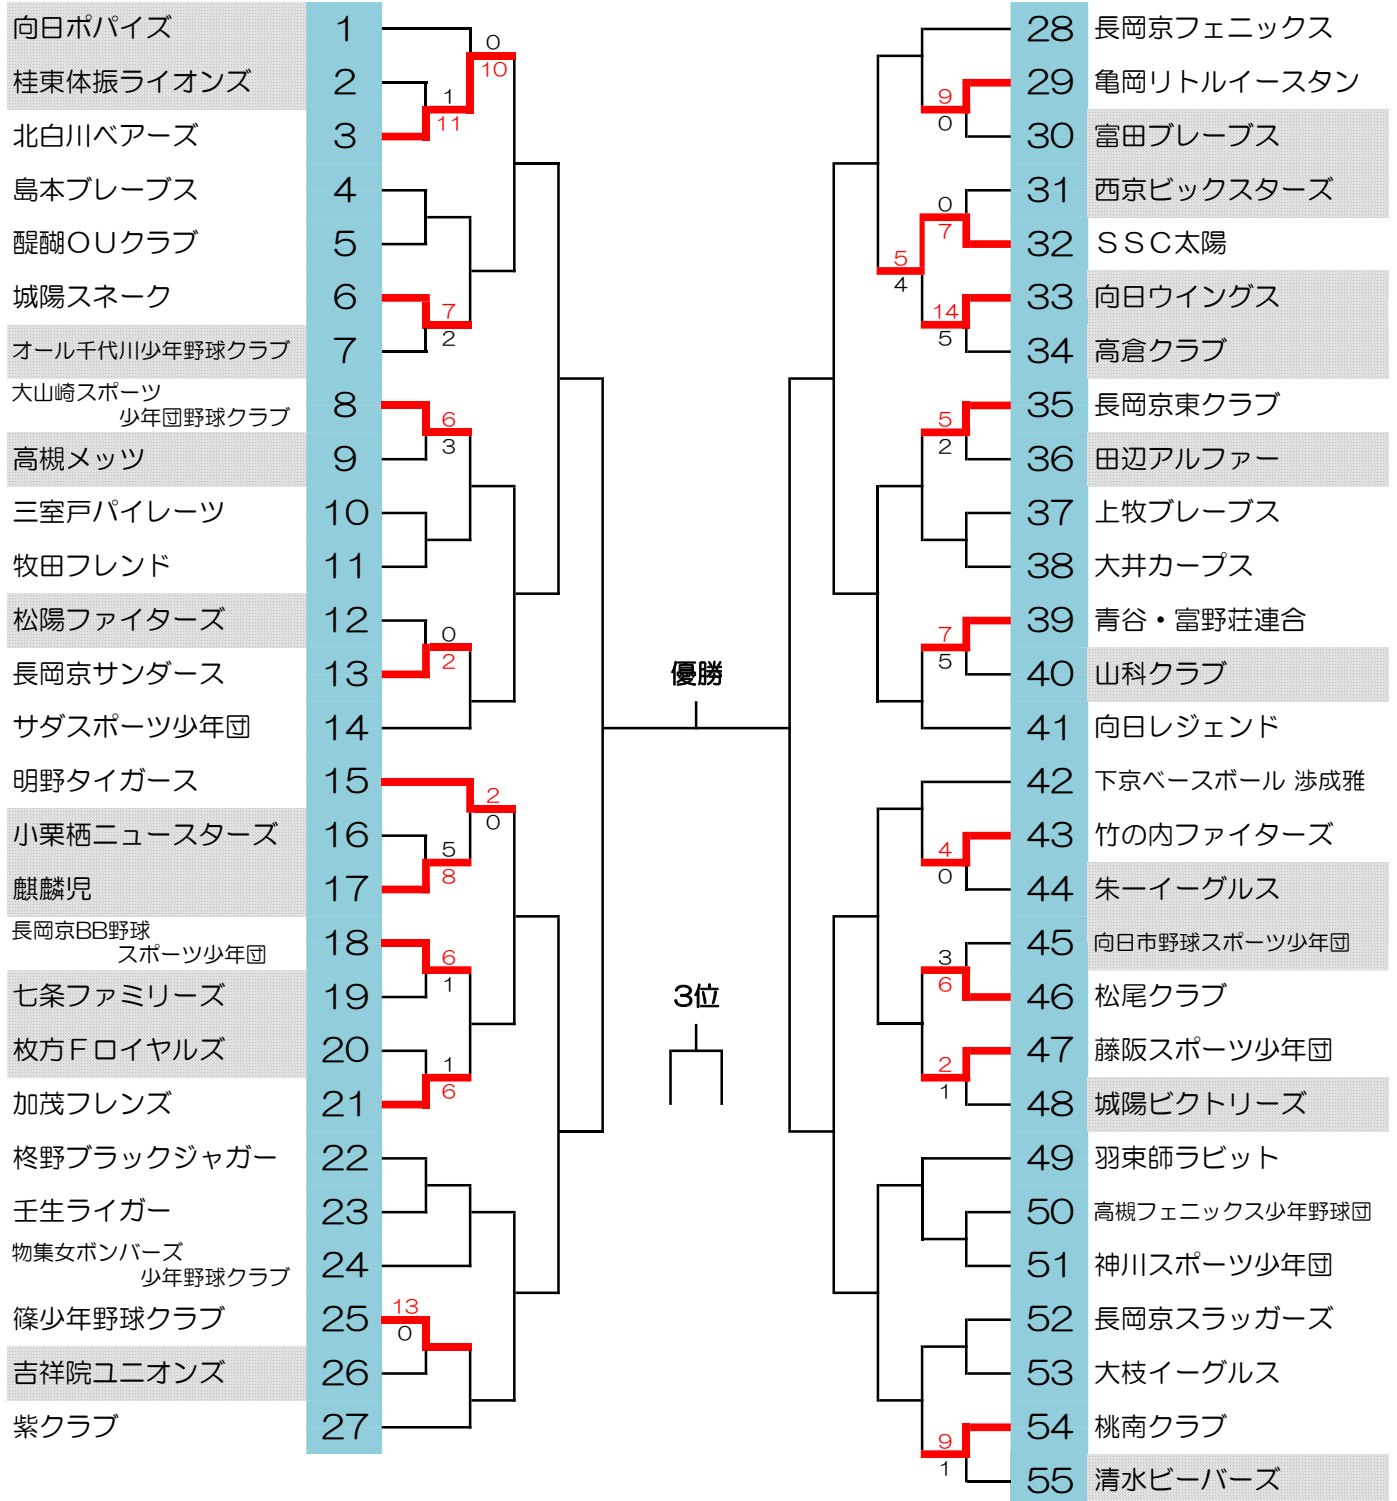 向日ポパイズ 1
桂東体振ライオンズ 2
北白川ベアーズ 3
島本ブレーブス 4
醍醐ＯＵクラブ 5
城陽スネーク 6
オール千代川少年野球クラブ 7
大山崎スポーツ
少年団野球クラブ 8
高槻メッツ 9
三室戸パイレーツ 10
牧田フレンド 11
松陽ファイターズ 12
長岡京サンダース 13
サダスポーツ少年団 14
明野タイガース 15
小栗栖ニュースターズ 16
麒麟児 17
長岡京BB野球
スポーツ少年団 18
七条ファミリーズ 19
枚方Ｆロイヤルズ 20
加茂フレンズ 21
柊野ブラックジャガー 22
壬生ライガー 23
物集女ボンバーズ
少年野球クラブ 24
篠少年野球クラブ 25
吉祥院ユニオンズ 26
紫クラブ 27
0
10
1
11
7
2
6
3
0
2
2
0
5
8
6
1
1
6
13
0
優勝
3位
9
0
0
7
5
4
14
5
5
2
7
5
4
0
3
6
2
1
9
1
28 長岡京フェニックス
29 亀岡リトルイースタン
30 富田ブレーブス
31 西京ビックスターズ
32 ＳＳＣ太陽
33 向日ウイングス
34 高倉クラブ
35 長岡京東クラブ
36 田辺アルファー
37 上牧ブレーブス
38 大井カープス
39 青谷・富野荘連合
40 山科クラブ
41 向日レジェンド
42 下京ベースボール 渉成雅
43 竹の内ファイターズ
44 朱一イーグルス
45 向日市野球スポーツ少年団
46 松尾クラブ
47 藤阪スポーツ少年団
48 城陽ビクトリーズ
49 羽束師ラビット
50 高槻フェニックス少年野球団
51 神川スポーツ少年団
52 長岡京スラッガーズ
53 大枝イーグルス
54 桃南クラブ
55 清水ビーバーズ